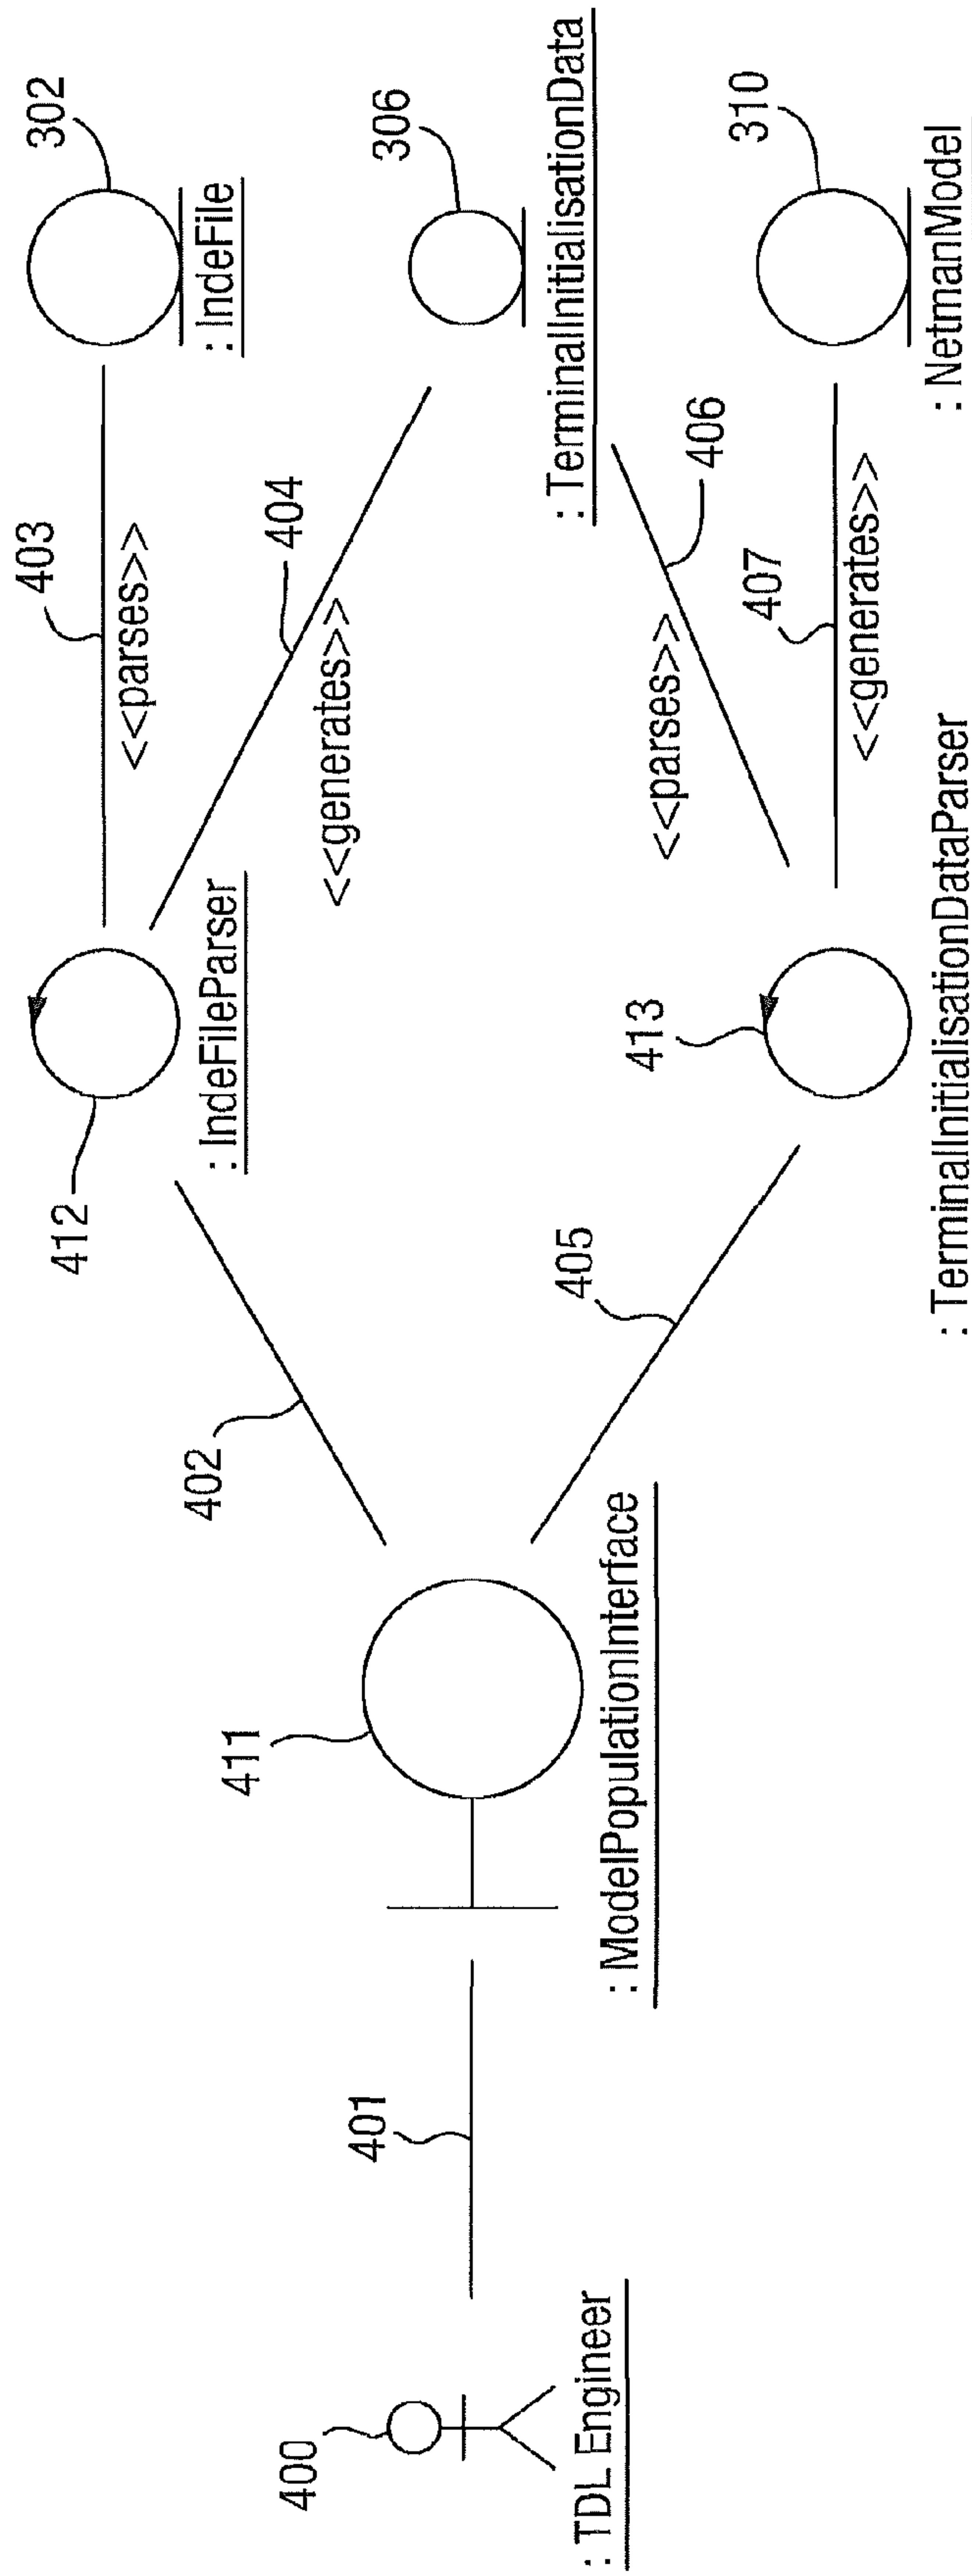 400
: TDL Engineer
401
411
: ModelPopulationInterface
402
405
412
: IndeFileParser
413
: TerminalInitialisationDataParser
403
<<parses>>
404
<<generates>>
<<parses>>
406
407
<<generates>>
302
: IndeFile
306
: TerminalInitialisationData
310
: NetmanModel